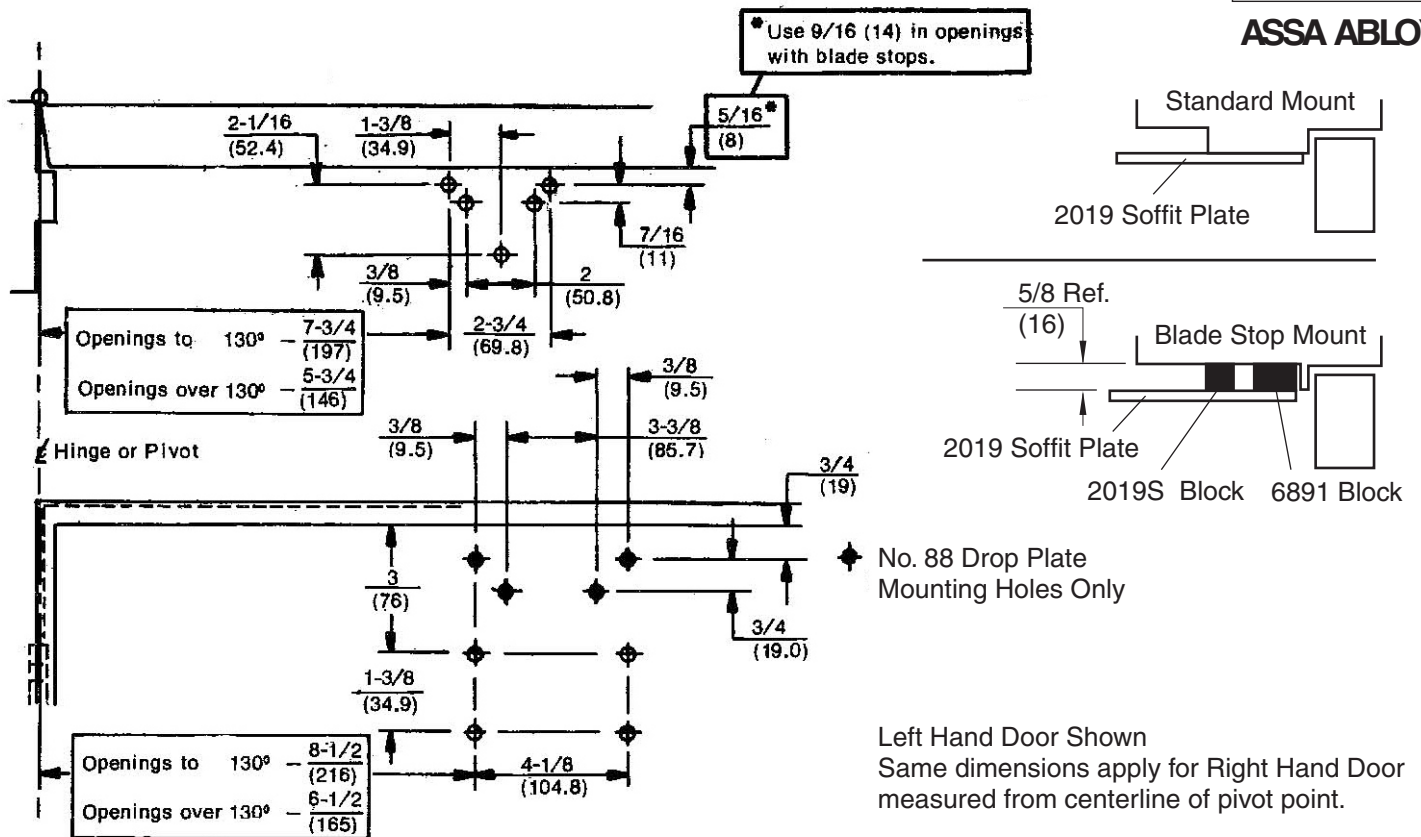 * Use 9/16 (14) in openings
with blade stops.
ASSA ABLO
5/16*
(8)
2-1/16
(52.4)
1-3/8
(34.9)
7/16
(11)
3/8
(9.5)
2
(50.8)
2-3/4
(69.8)
Openings to 130° - 7-3/4
(197)
Openings over 130° - 5-3/4
(146)
℄ Hinge or Pivot
Standard Mount
2019 Soffit Plate
5/8 Ref.
(16)
Blade Stop Mount
2019 Soffit Plate
2019S Block 6891 Block
3/8
(9.5)
3/8
(9.5)
3-3/8
(85.7)
3/4
(19)
3
(76)
3/4
(19.0)
1-3/8
(34.9)
4-1/8
(104.8)
Openings to 130° - 8-1/2
(216)
Openings over 130° - 6-1/2
(165)
No. 88 Drop Plate
Mounting Holes Only
Left Hand Door Shown
Same dimensions apply for Right Hand Door
measured from centerline of pivot point.